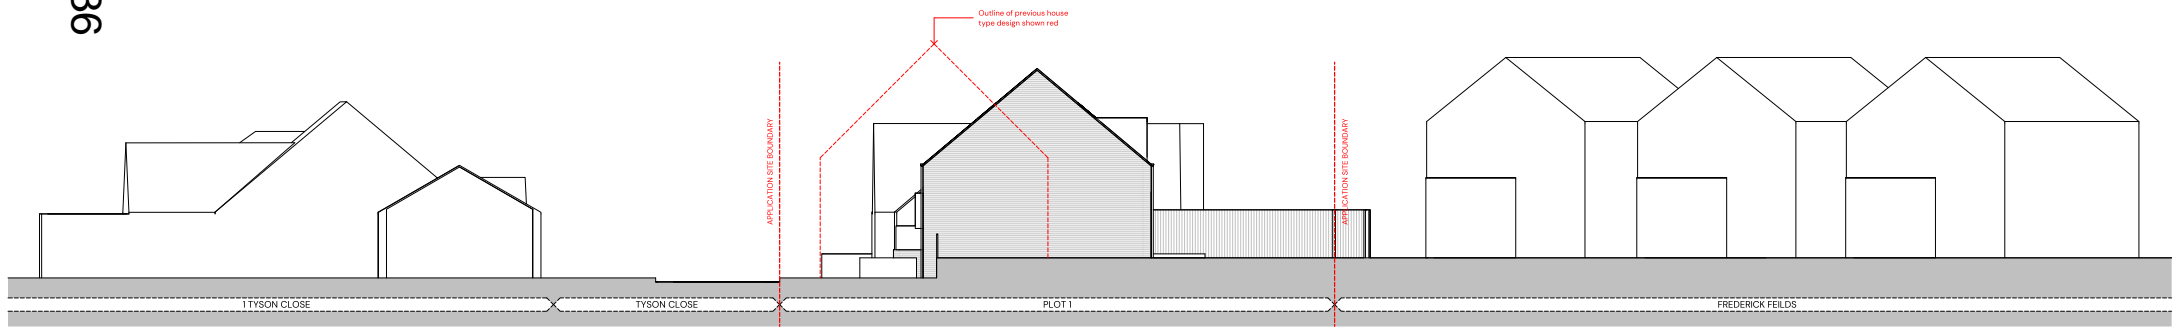 86
Outline of previous house
type design shown red
APPLICATION SITE BOUNDARY
APPLICATION SITE BOUNDARY
1 TYSON CLOSE
TYSON CLOSE
PLOT 1
FREDERICK FEILDS